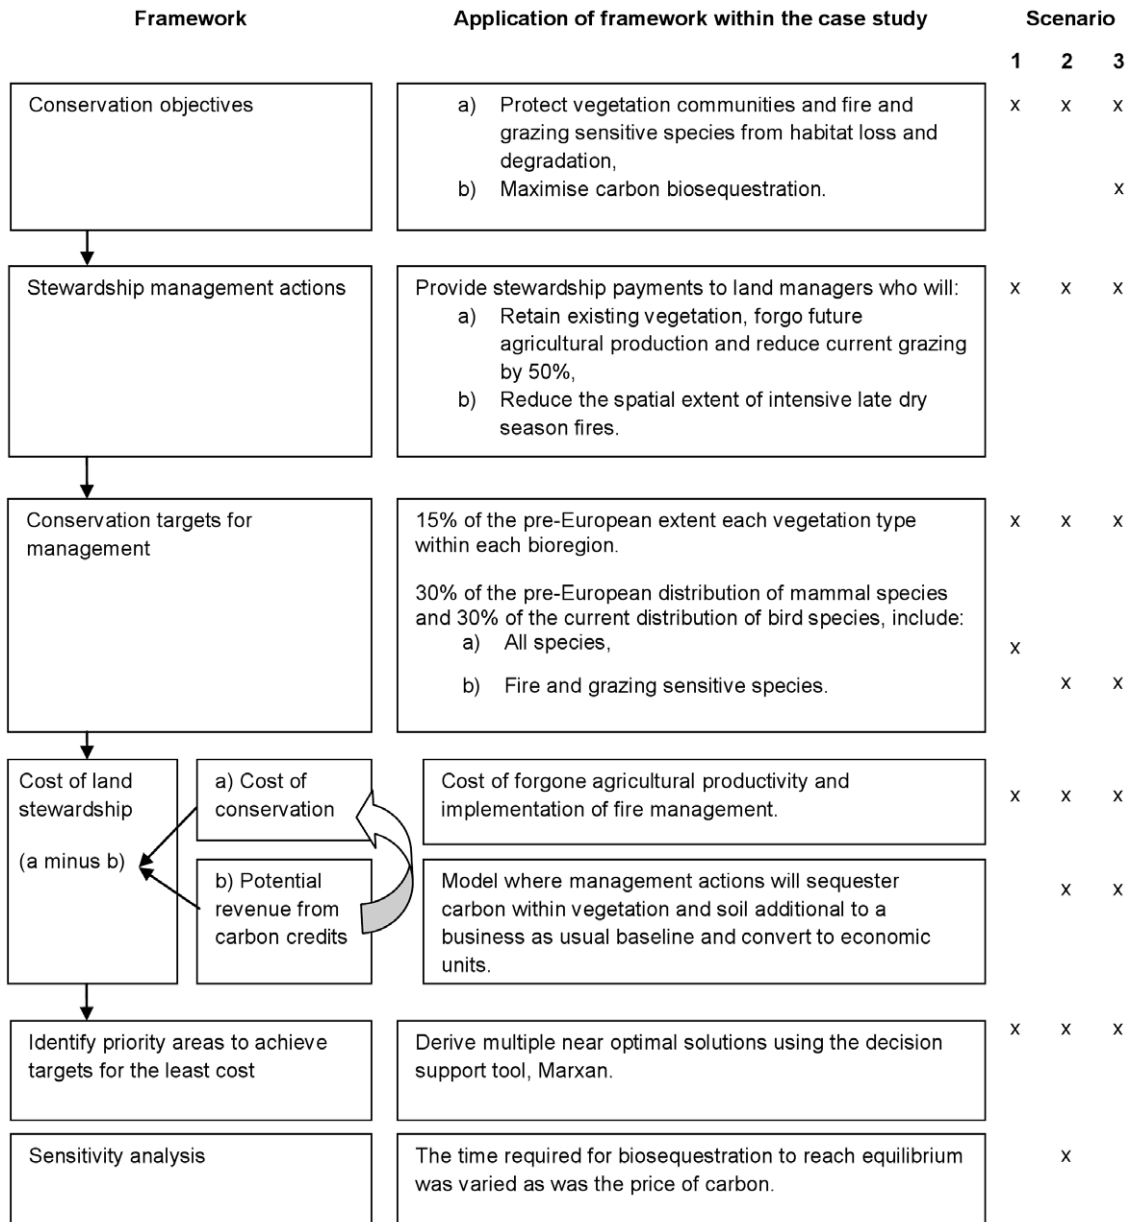 Framework
Application of framework within the case study
Scenario
1 2 3
Conservation objectives
a) Protect vegetation communities and fire and
grazing sensitive species from habitat loss and
degradation,
x x x
b) Maximise carbon biosequestration.
x
Stewardship management actions
Provide stewardship payments to land managers who will:
x x x
a) Retain existing vegetation, forgo future
agricultural production and reduce current grazing
by 50%,
b) Reduce the spatial extent of intensive late dry
season fires.
Conservation targets for
management
15% of the pre-European extent each vegetation type
within each bioregion.
x x x
30% of the pre-European distribution of mammal species
and 30% of the current distribution of bird species, include:
a) All species,
x
b) Fire and grazing sensitive species.
x x
Cost of land
stewardship
(a minus b)
a) Cost of
conservation
Cost of forgone agricultural productivity and
implementation of fire management.
x x x
b) Potential
revenue from
carbon credits
Model where management actions will sequester
carbon within vegetation and soil additional to a
business as usual baseline and convert to economic
units.
x x
Identify priority areas to achieve
targets for the least cost
Derive multiple near optimal solutions using the decision
support tool, Marxan.
x x x
Sensitivity analysis
The time required for biosequestration to reach equilibrium
was varied as was the price of carbon.
x